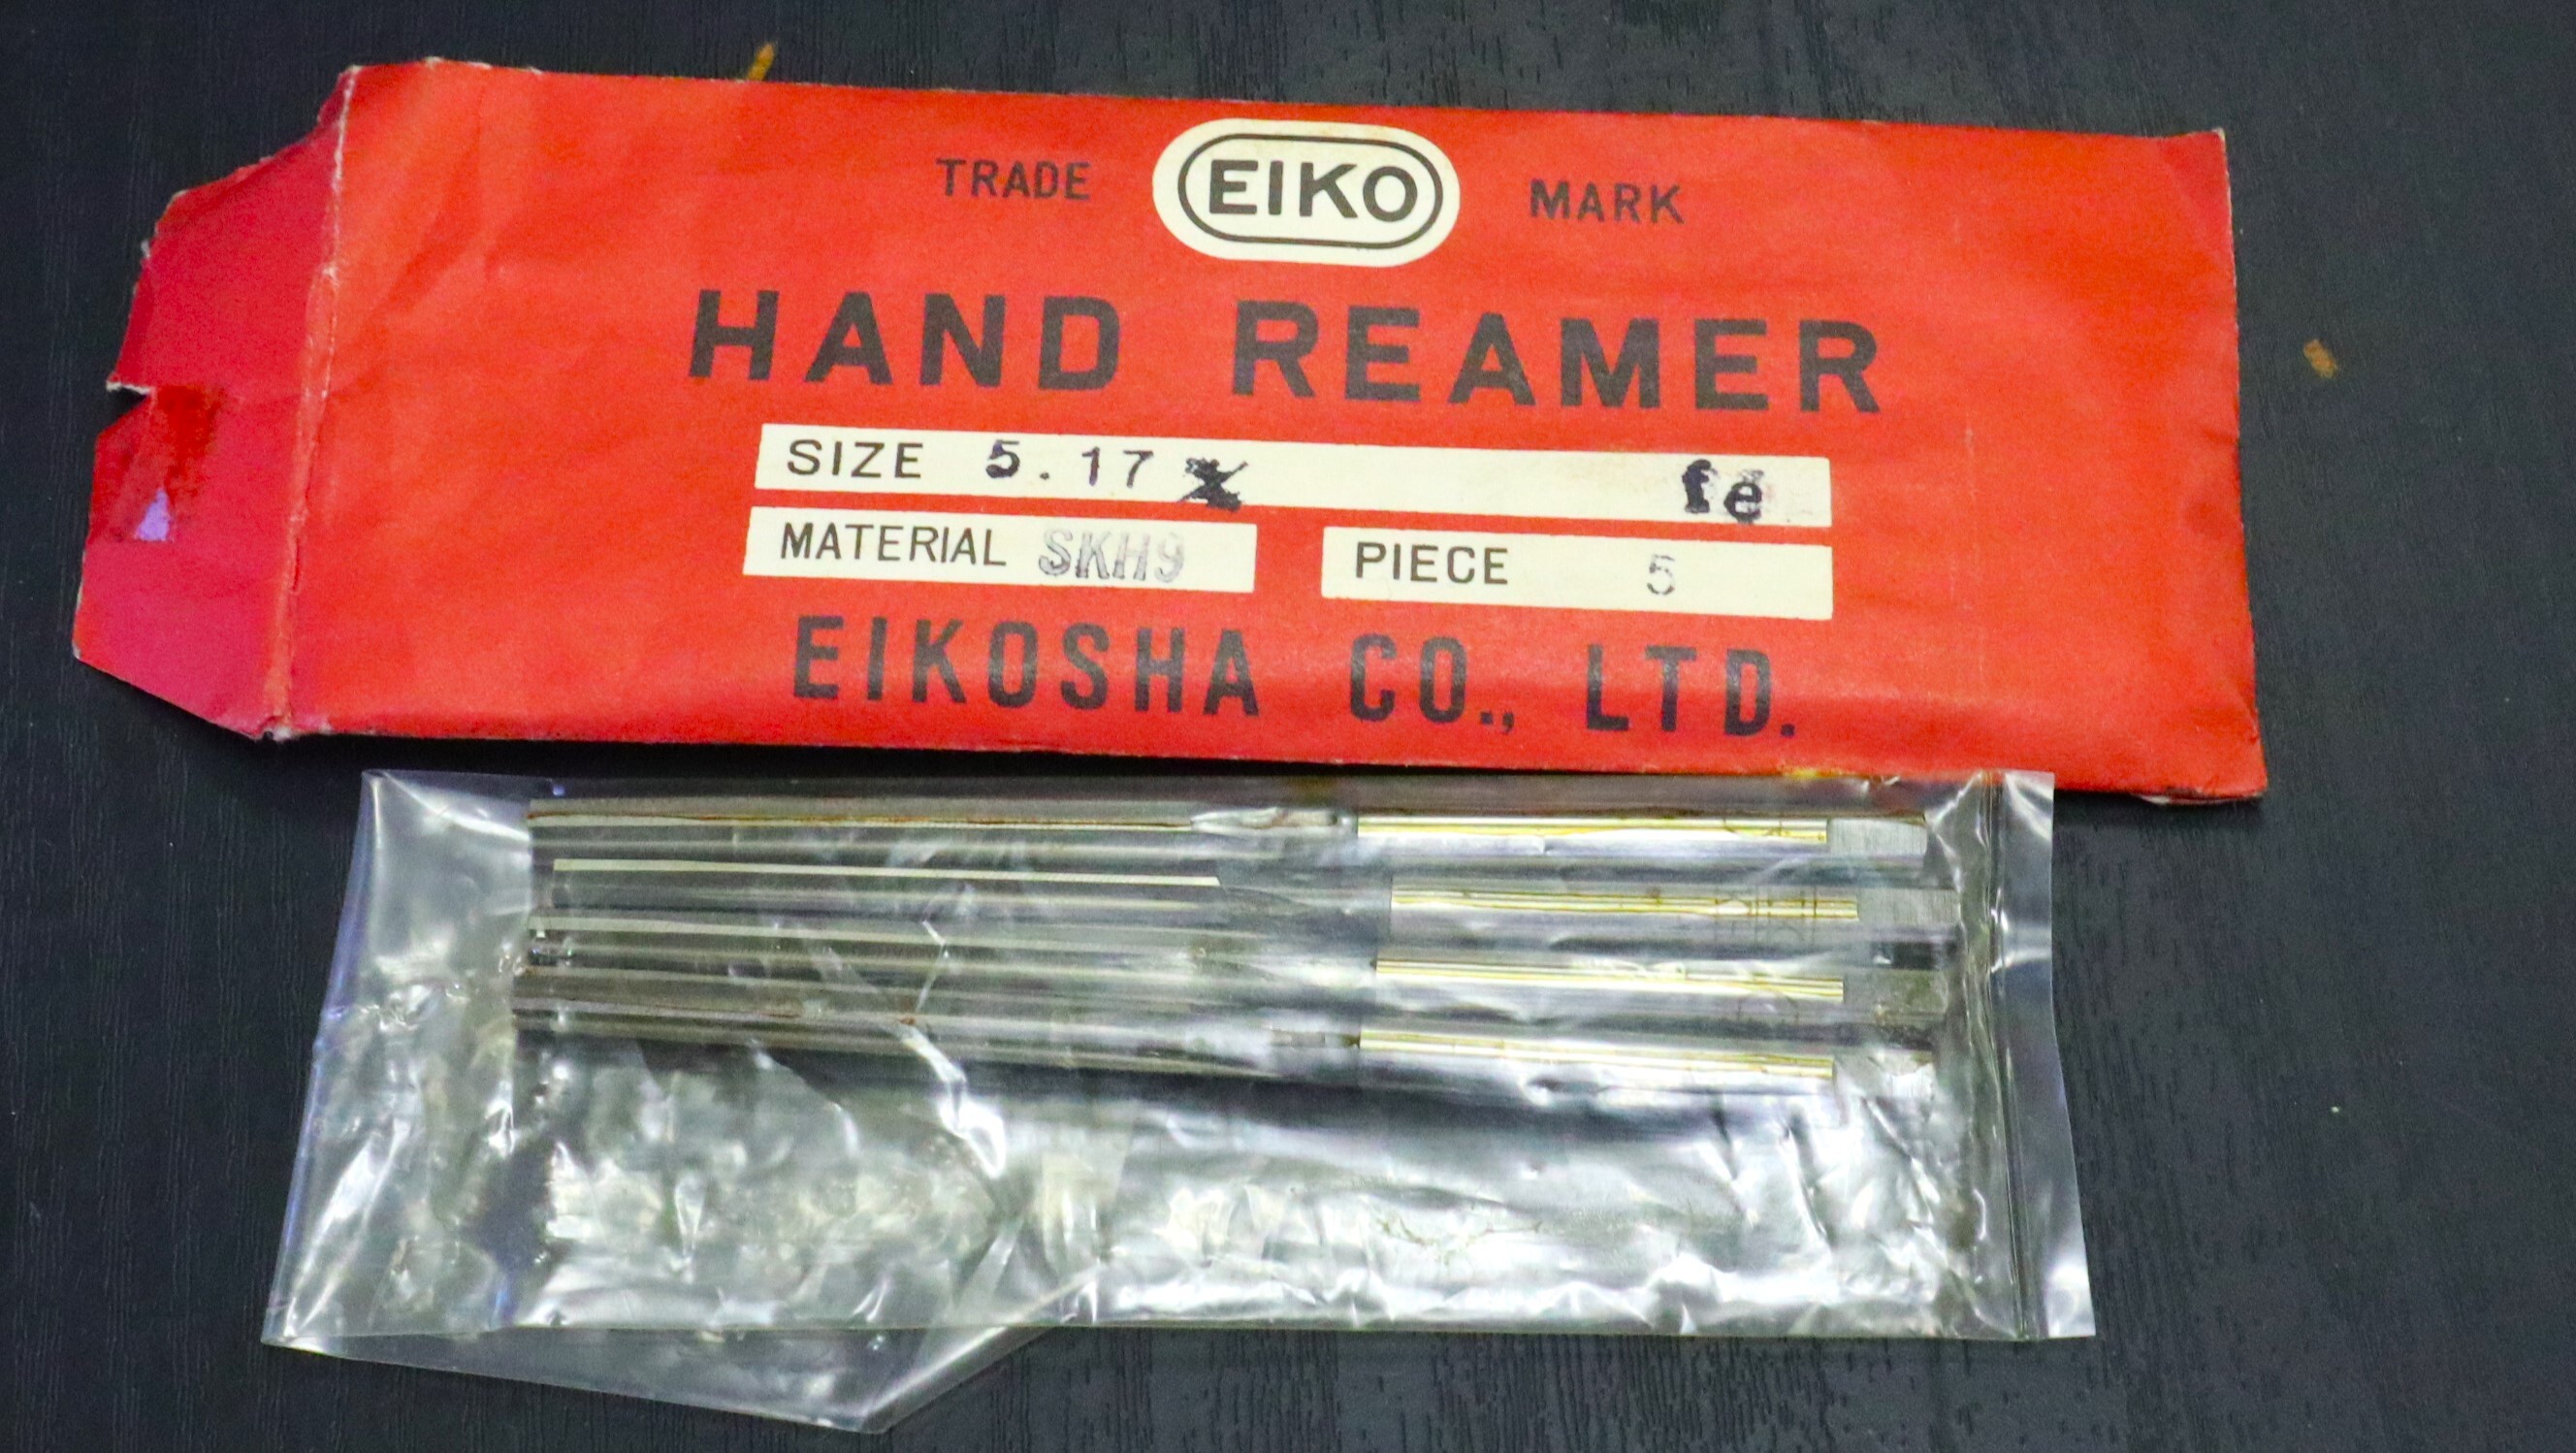 TRADE EIKO MARK
HAND REAMER
SIZE 5.17 fe
MATERIAL SKH9 PIECE 5
EIKOSHA CO., LTD.